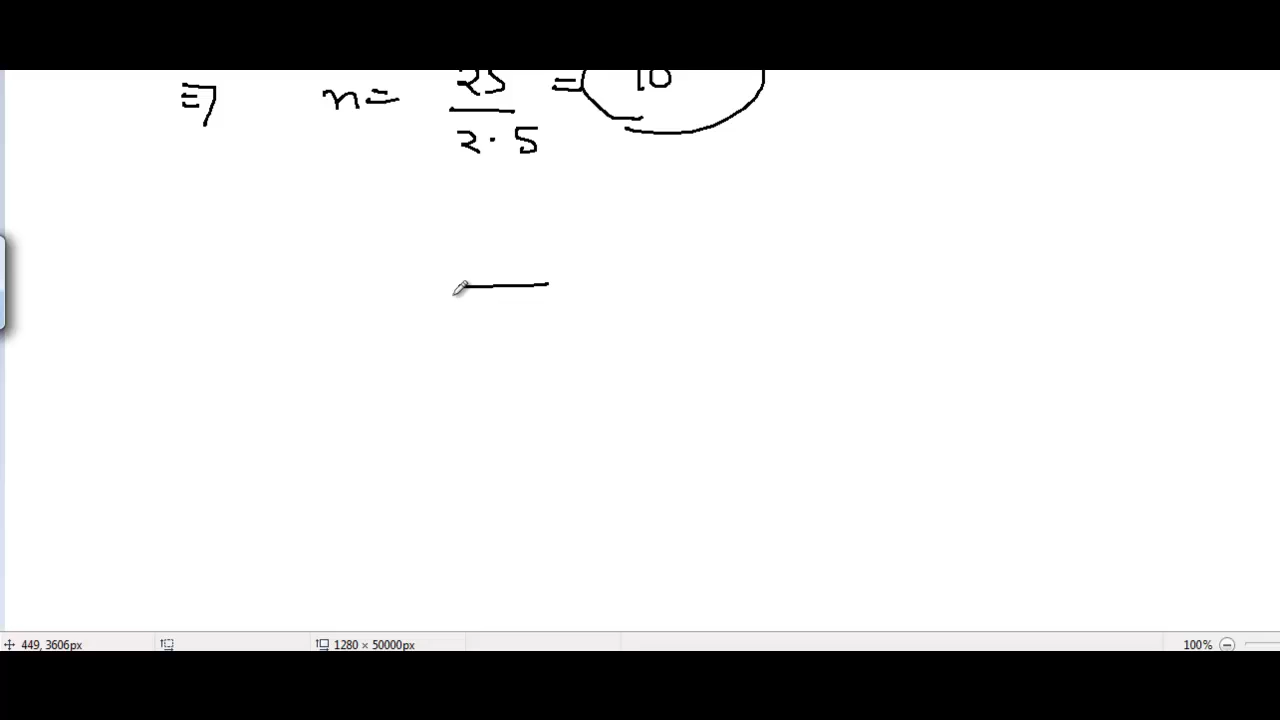 ⇒ n = 25 / 2.5 = 10
449, 3606px 1280 × 50000px 100%